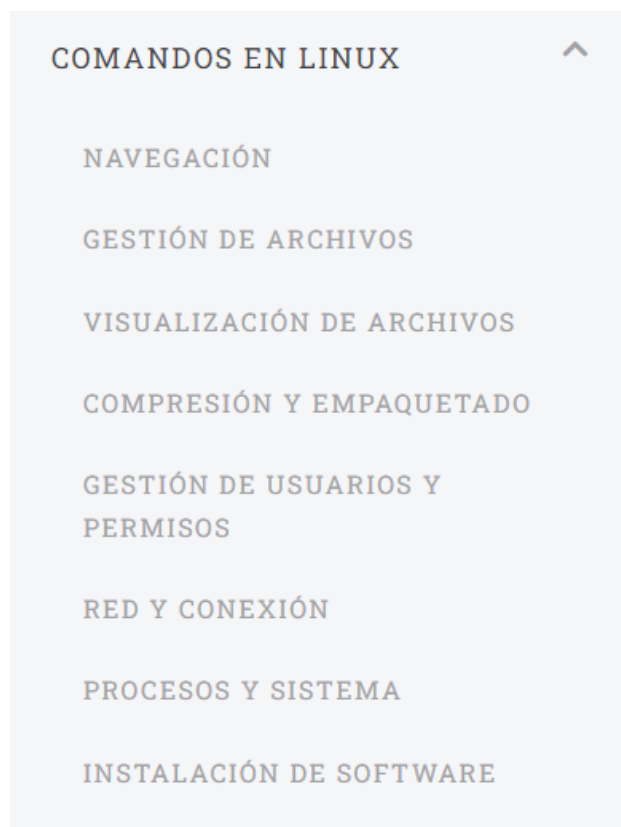 COMANDOS EN LINUX
NAVEGACIÓN
GESTIÓN DE ARCHIVOS
VISUALIZACIÓN DE ARCHIVOS
COMPRESIÓN Y EMPAQUETADO
GESTIÓN DE USUARIOS Y
PERMISOS
RED Y CONEXIÓN
PROCESOS Y SISTEMA
INSTALACIÓN DE SOFTWARE